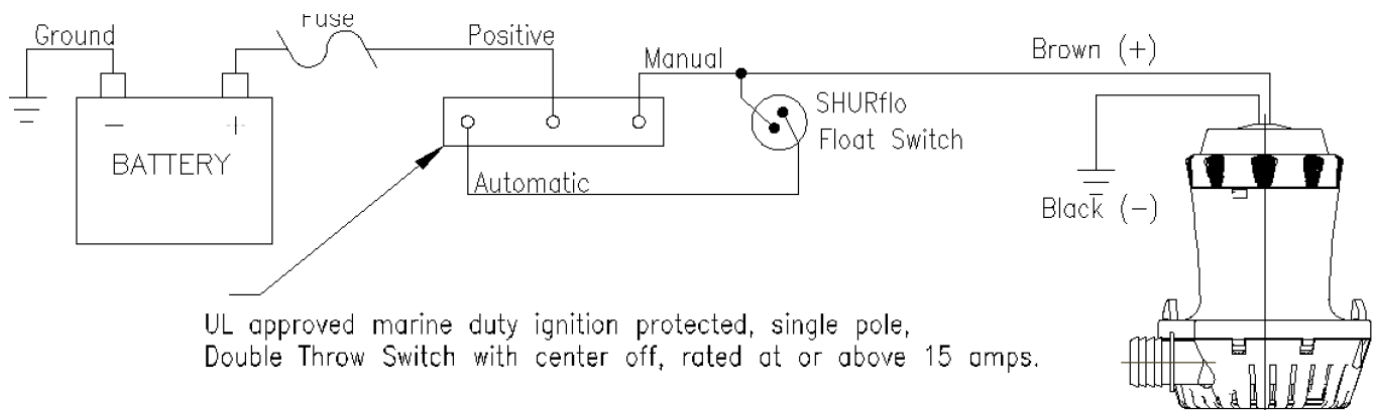 Fuse
Ground
Positive
Manual
Brown (+)
SHURflo
Float Switch
- +
BATTERY
Automatic
Black (-)
UL approved marine duty ignition protected, single pole,
Double Throw Switch with center off, rated at or above 15 amps.